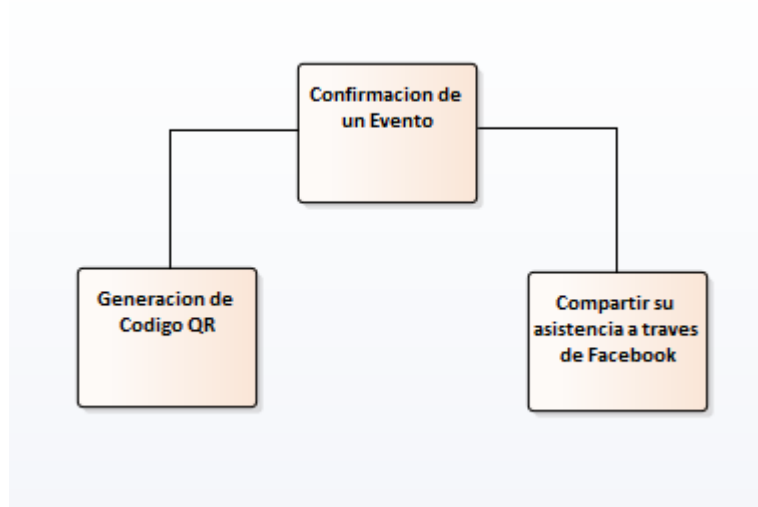 Confirmacion de
un Evento
Generacion de
Codigo QR
Compartir su
asistencia a traves
de Facebook